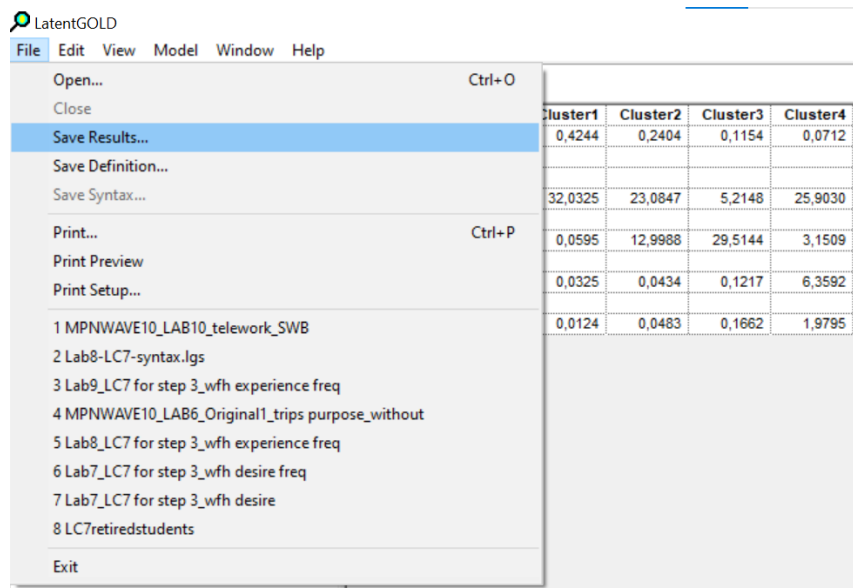 LatentGOLD
File Edit View Model Window Help
Open... Ctrl+O
Close
Save Results...
Save Definition...
Save Syntax...
Print... Ctrl+P
Print Preview
Print Setup...
1 MPNWAVE10_LAB10_telework_SWB
2 Lab8-LC7-syntax.lgs
3 Lab9_LC7 for step 3_wfh experience freq
4 MPNWAVE10_LAB6_Original1_trips purpose_without
5 Lab8_LC7 for step 3_wfh experience freq
6 Lab7_LC7 for step 3_wfh desire freq
7 Lab7_LC7 for step 3_wfh desire
8 LC7retiredstudents
Exit
Cluster1 Cluster2 Cluster3 Cluster4
0,4244 0,2404 0,1154 0,0712
32,0325 23,0847 5,2148 25,9030
0,0595 12,9988 29,5144 3,1509
0,0325 0,0434 0,1217 6,3592
0,0124 0,0483 0,1662 1,9795